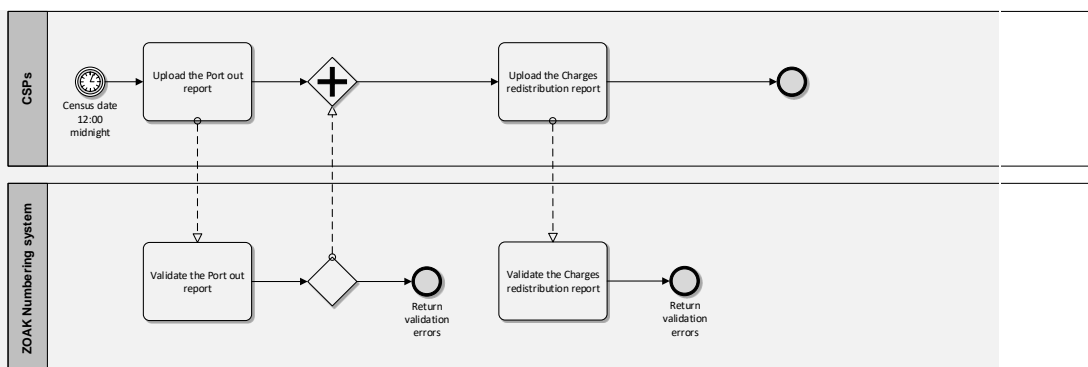 CSPs
Census date
12:00
midnight
Upload the Port out
report
Upload the Charges
redistribution report
ZOAK Numbering system
Validate the Port out
report
Return
validation
errors
Validate the Charges
redistribution report
Return
validation
errors